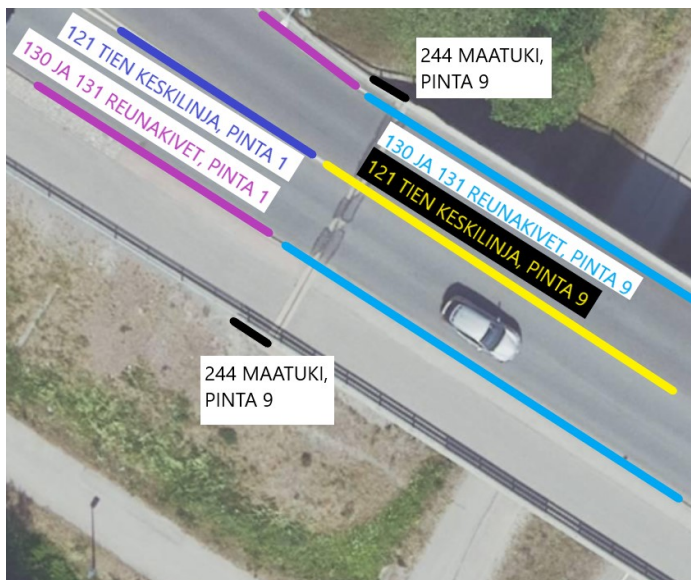 121 TIEN KESKILINJA, PINTA 1
130 JA 131 REUNAKIVET, PINTA 1
244 MAATUKI,
PINTA 9
130 JA 131 REUNAKIVET, PINTA 9
121 TIEN KESKILINJA, PINTA 9
244 MAATUKI,
PINTA 9